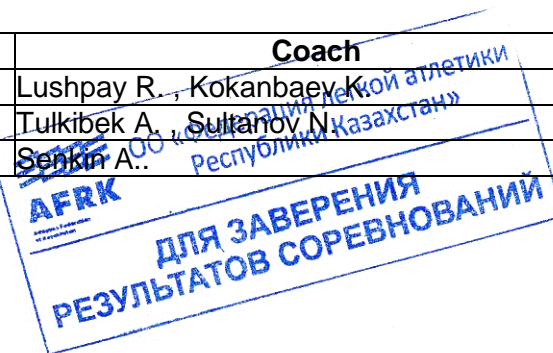 Coach
Lushpay R. , Kokanbaev K.
Tulkibek A. , Sultanov N.
Senkin A..
ОО «Федерация легкой атлетики
Республики Казахстан»
AFRK
ДЛЯ ЗАВЕРЕНИЯ
РЕЗУЛЬТАТОВ СОРЕВНОВАНИЙ